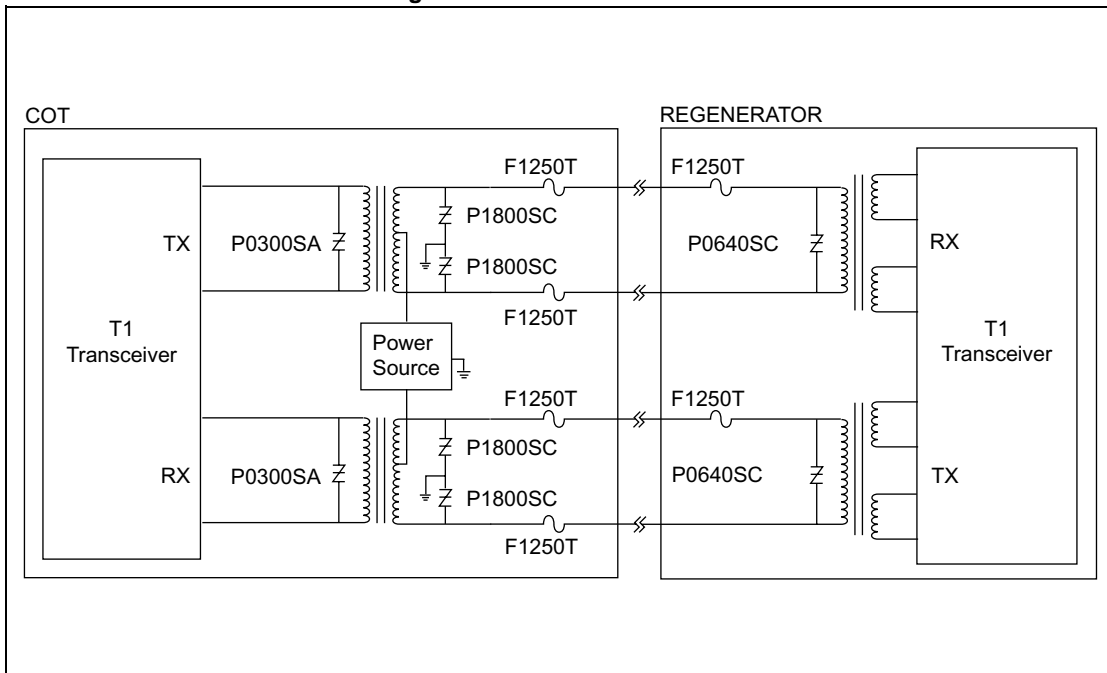 g
COT
REGENERATOR
F1250T
F1250T
P1800SC
TX
P0300SA
P0640SC
RX
P1800SC
F1250T
T1
Transceiver
Power
Source
T1
Transceiver
F1250T
F1250T
P1800SC
RX
P0300SA
P0640SC
TX
P1800SC
F1250T